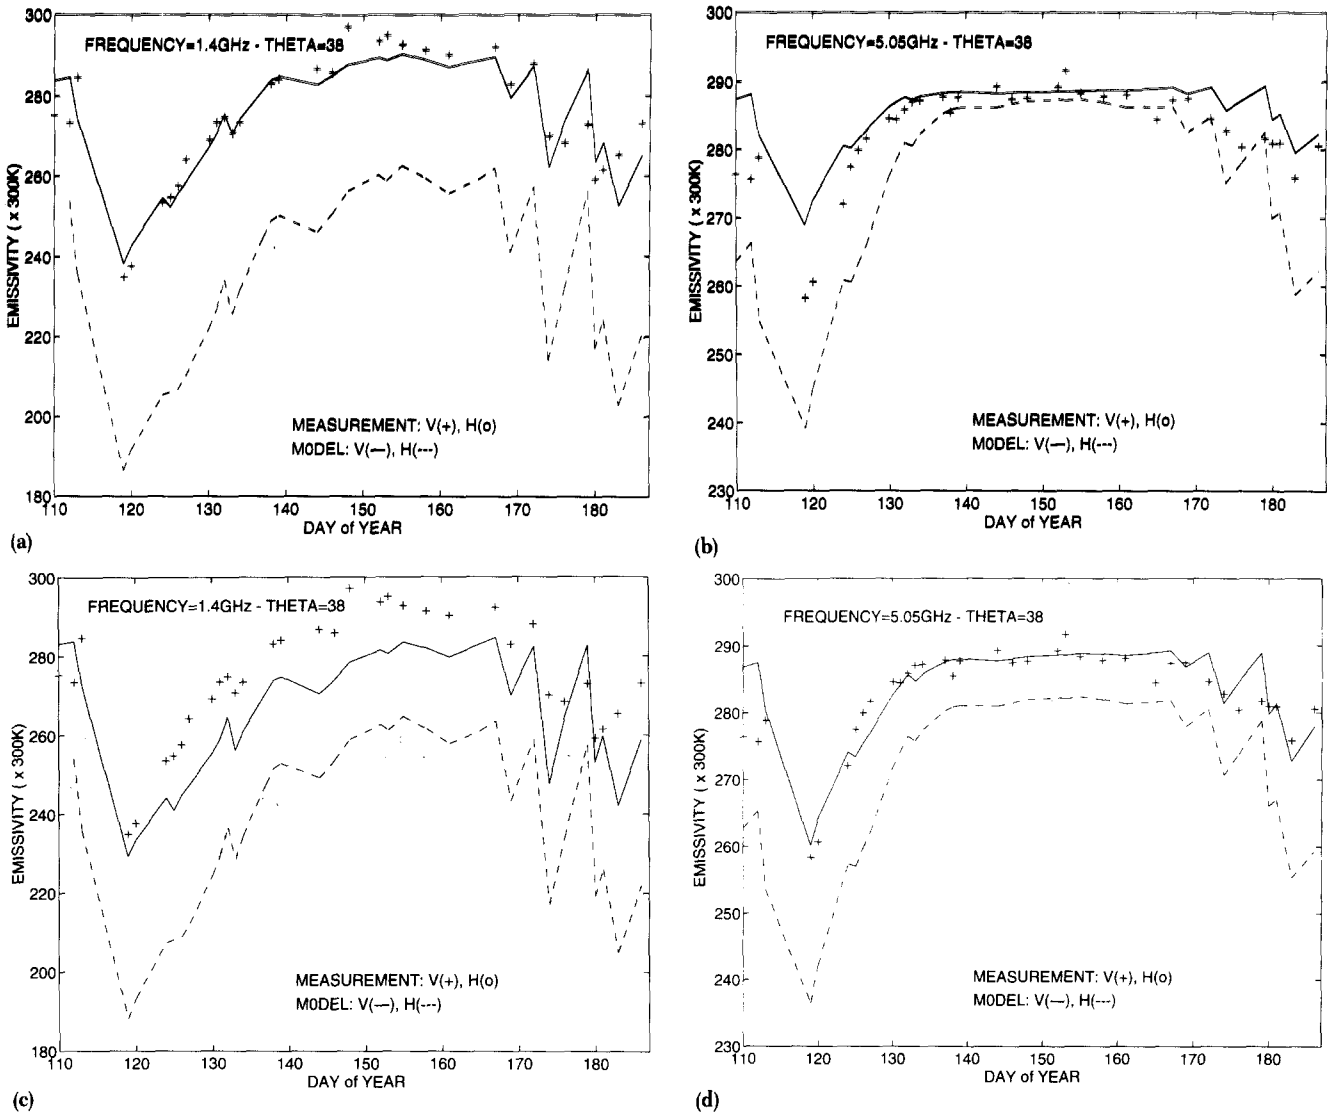 FREQUENCY=1.4GHz - THETA=38
EMISSIVITY ( x 300K)
300
280
260
240
220
200
180
110 120 130 140 150 160 170 180
DAY of YEAR
MEASUREMENT: V(+), H(o)
MODEL: V(—), H(---)
(a)
FREQUENCY=5.05GHz - THETA=38
EMISSIVITY ( x 300K)
300
290
280
270
260
250
240
230
110 120 130 140 150 160 170 180
DAY of YEAR
MEASUREMENT: V(+), H(o)
MODEL: V(—), H(---)
(b)
FREQUENCY=1.4GHz - THETA=38
EMISSIVITY ( x 300K)
300
280
260
240
220
200
180
110 120 130 140 150 160 170 180
DAY of YEAR
MEASUREMENT: V(+), H(o)
MODEL: V(—), H(---)
(c)
FREQUENCY=5.05GHz - THETA=38
EMISSIVITY ( x 300K)
300
290
280
270
260
250
240
230
110 120 130 140 150 160 170 180
DAY of YEAR
MEASUREMENT: V(+), H(o)
MODEL: V(—), H(---)
(d)